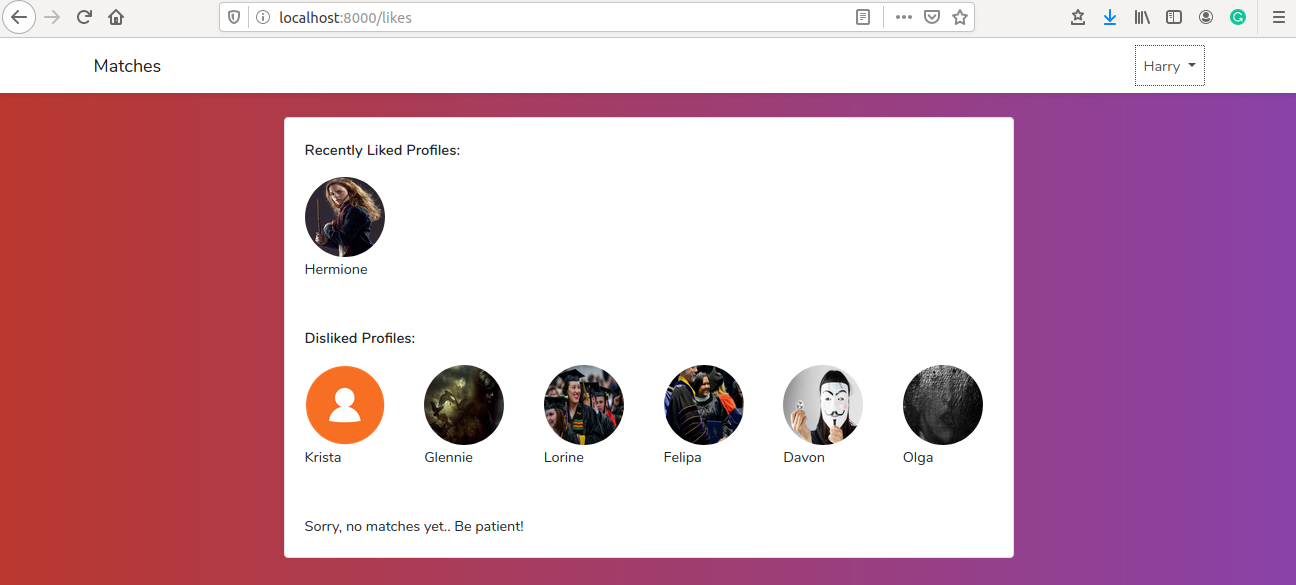 localhost:8000/likes
Matches
Harry
Recently Liked Profiles:
Hermione
Disliked Profiles:
Krista Glennie Lorine Felipa Davon Olga
Sorry, no matches yet.. Be patient!